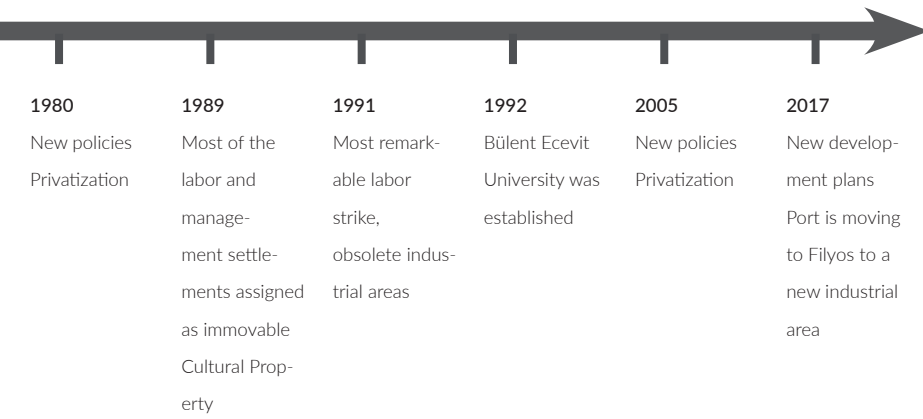 1980
New policies
Privatization
1989
Most of the
labor and
manage-
ment settle-
ments assigned
as immovable
Cultural Prop-
erty
1991
Most remark-
able labor
strike,
obsolete indus-
trial areas
1992
Bülent Ecevit
University was
established
2005
New policies
Privatization
2017
New develop-
ment plans
Port is moving
to Filyos to a
new industrial
area